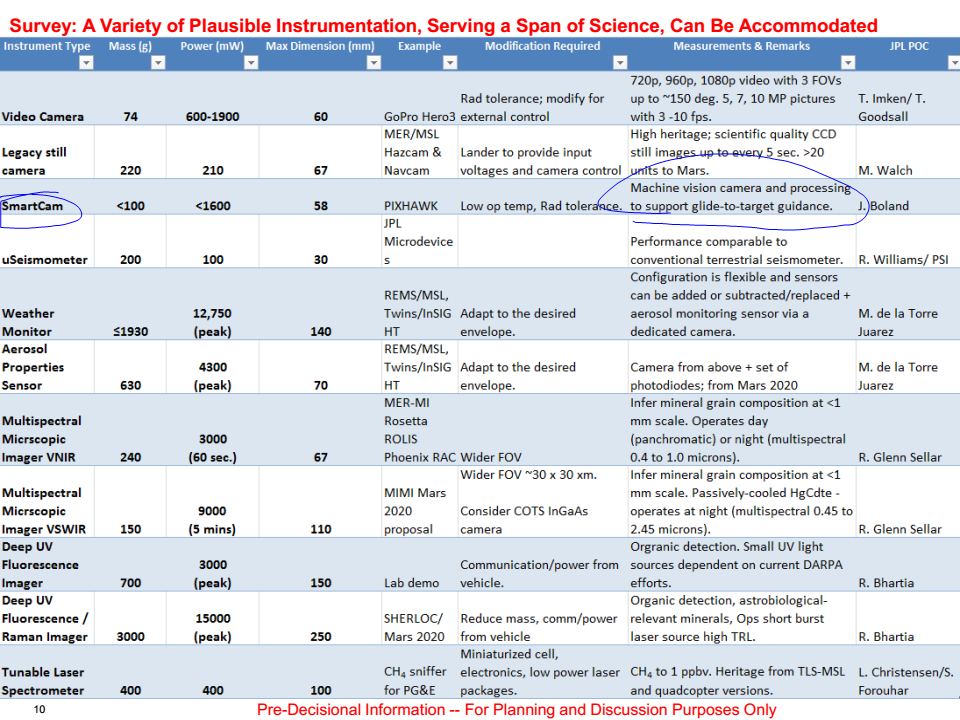 Survey: A Variety of Plausible Instrumentation, Serving a Span of Science, Can Be Accommodated
Instrument Type Mass (g) Power (mW) Max Dimension (mm) Example Modification Required Measurements & Remarks JPL POC
Video Camera 74 600-1900 60 GoPro Hero3 Rad tolerance; modify for external control 720p, 960p, 1080p video with 3 FOVs up to ~150 deg. 5, 7, 10 MP pictures with 3 -10 fps. T. Imken/ T. Goodsall
Legacy still camera 220 210 67 MER/MSL Hazcam & Navcam Lander to provide input voltages and camera control High heritage; scientific quality CCD still images up to every 5 sec. >20 units to Mars. M. Walch
SmartCam <100 <1600 58 PIXHAWK Low op temp, Rad tolerance. Machine vision camera and processing to support glide-to-target guidance. J. Boland
uSeismometer 200 100 30 JPL Microdevices Performance comparable to conventional terrestrial seismometer. R. Williams/ PSI
Weather Monitor ≤1930 12,750 (peak) 140 REMS/MSL, Twins/InSIGHT Adapt to the desired envelope. Configuration is flexible and sensors can be added or subtracted/replaced + aerosol monitoring sensor via a dedicated camera. M. de la Torre Juarez
Aerosol Properties Sensor 630 4300 (peak) 70 REMS/MSL, Twins/InSIGHT Adapt to the desired envelope. Camera from above + set of photodiodes; from Mars 2020 M. de la Torre Juarez
Multispectral Micrscopic Imager VNIR 240 3000 (60 sec.) 67 MER-MI Rosetta ROLIS Phoenix RAC Wider FOV Infer mineral grain composition at <1 mm scale. Operates day (panchromatic) or night (multispectral 0.4 to 1.0 microns). R. Glenn Sellar
Multispectral Micrscopic Imager VSWIR 150 9000 (5 mins) 110 MIMI Mars 2020 proposal Wider FOV ~30 x 30 xm. Consider COTS InGaAs camera Infer mineral grain composition at <1 mm scale. Passively-cooled HgCdte - operates at night (multispectral 0.45 to 2.45 microns). R. Glenn Sellar
Deep UV Fluorescence Imager 700 3000 (peak) 150 Lab demo Communication/power from vehicle. Orgranic detection. Small UV light sources dependent on current DARPA efforts. R. Bhartia
Deep UV Fluorescence / Raman Imager 3000 15000 (peak) 250 SHERLOC/ Mars 2020 Reduce mass, comm/power from vehicle Organic detection, astrobiological-relevant minerals, Ops short burst laser source high TRL. R. Bhartia
Tunable Laser Spectrometer 400 400 100 CH₄ sniffer for PG&E Miniaturized cell, electronics, low power laser packages. CH₄ to 1 ppbv. Heritage from TLS-MSL and quadcopter versions. L. Christensen/S. Forouhar
10
Pre-Decisional Information -- For Planning and Discussion Purposes Only